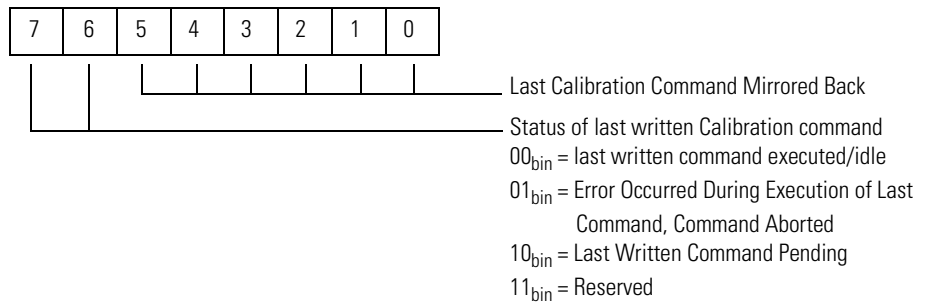 7 6 5 4 3 2 1 0
Last Calibration Command Mirrored Back
Status of last written Calibration command
00bin = last written command executed/idle
01bin = Error Occurred During Execution of Last
Command, Command Aborted
10bin = Last Written Command Pending
11bin = Reserved